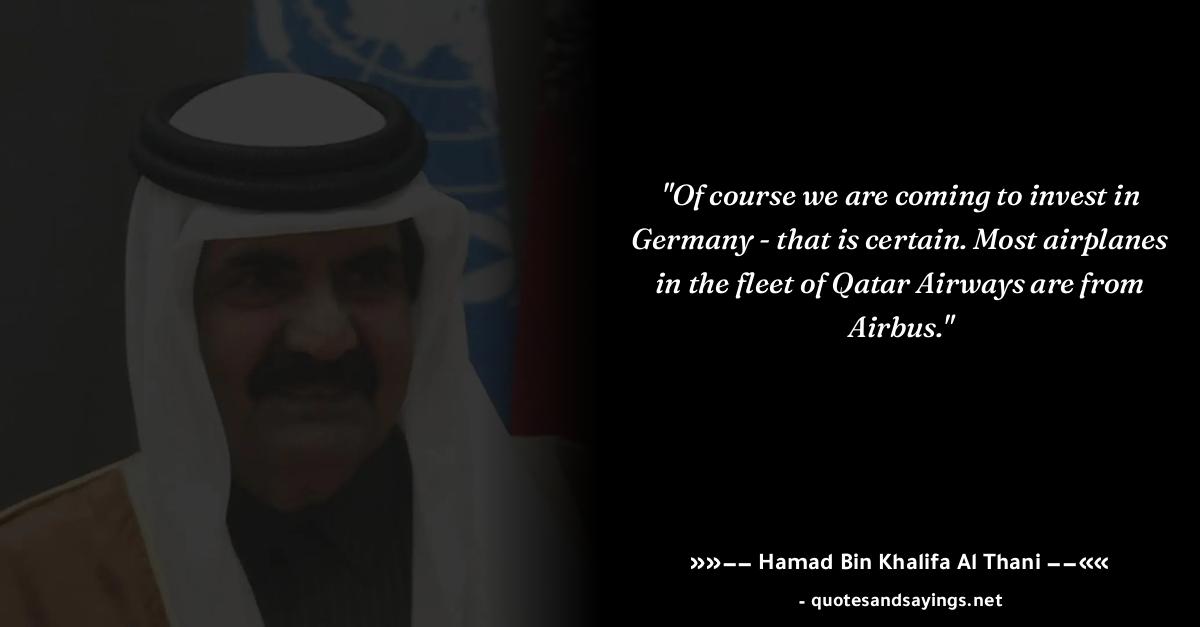 "Of course we are coming to invest in
Germany - that is certain. Most airplanes
in the fleet of Qatar Airways are from
Airbus."
»»–– Hamad Bin Khalifa Al Thani ––««
- quotesandsayings.net